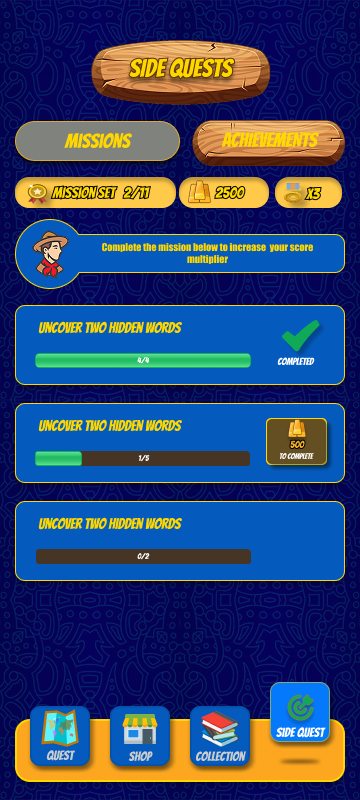 SIDE QUESTS
MISSIONS
ACHIEVEMENTS
MISSION SET 2/11
2500
X3
Complete the mission below to increase your score
multiplier
UNCOVER TWO HIDDEN WORDS
4/4
COMPLETED
UNCOVER TWO HIDDEN WORDS
1/5
500
TO COMPLETE
UNCOVER TWO HIDDEN WORDS
0/2
QUEST
SHOP
COLLECTION
SIDE QUEST